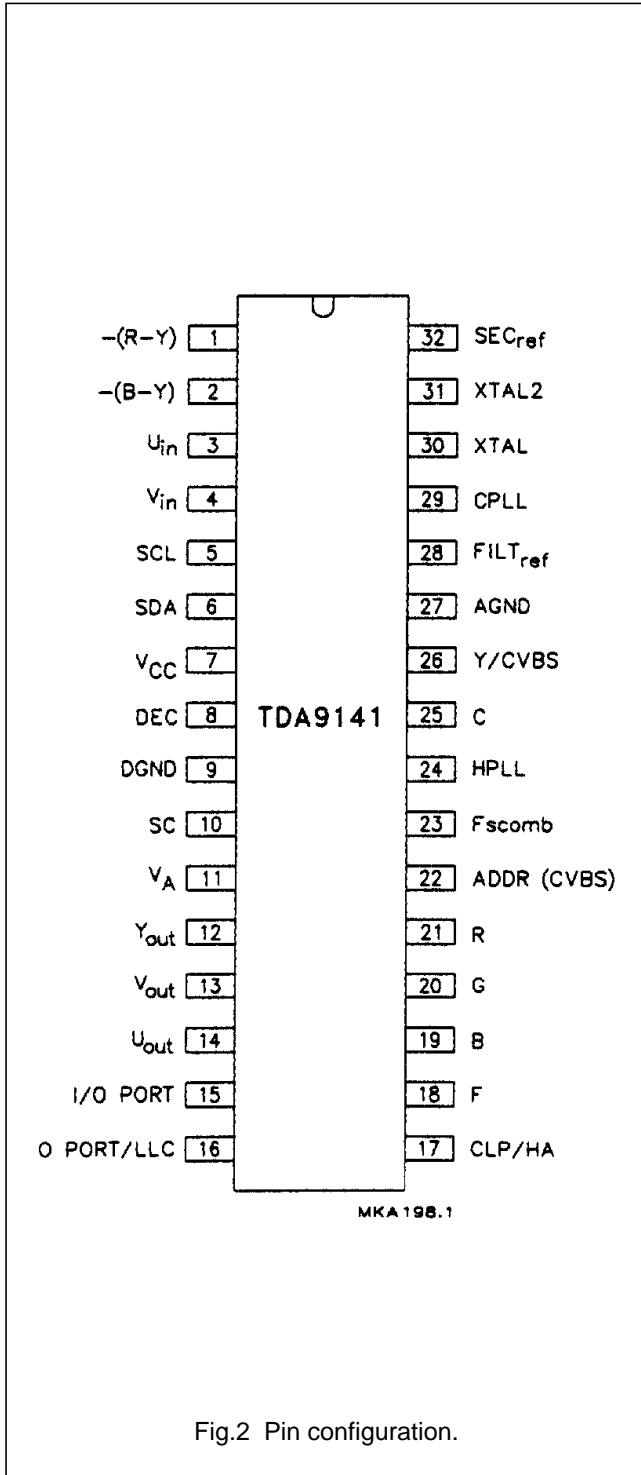 -(R-Y) 1 32 SECref
-(B-Y) 2 31 XTAL2
Uin 3 30 XTAL
Vin 4 29 CPLL
SCL 5 28 FILTref
SDA 6 27 AGND
VCC 7 26 Y/CVBS
DEC 8 TDA9141 25 C
DGND 9 24 HPLL
SC 10 23 Fscomb
VA 11 22 ADDR (CVBS)
Yout 12 21 R
Vout 13 20 G
Uout 14 19 B
I/O PORT 15 18 F
O PORT/LLC 16 17 CLP/HA
MKA198.1
Fig.2 Pin configuration.